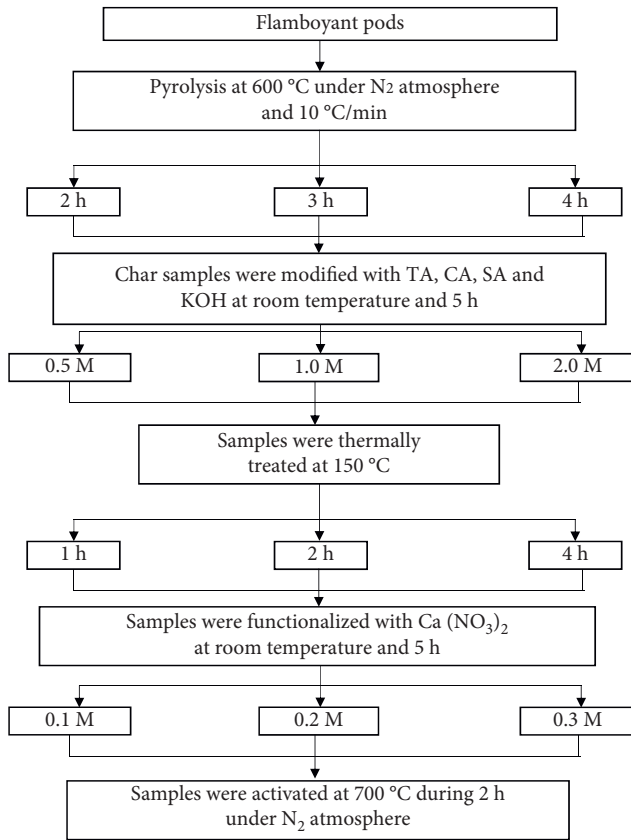 Flamboyant pods
Pyrolysis at 600 °C under N2 atmosphere
and 10 °C/min
2 h 3 h 4 h
Char samples were modified with TA, CA, SA and
KOH at room temperature and 5 h
0.5 M 1.0 M 2.0 M
Samples were thermally
treated at 150 °C
1 h 2 h 4 h
Samples were functionalized with Ca (NO₃)₂
at room temperature and 5 h
0.1 M 0.2 M 0.3 M
Samples were activated at 700 °C during 2 h
under N₂ atmosphere